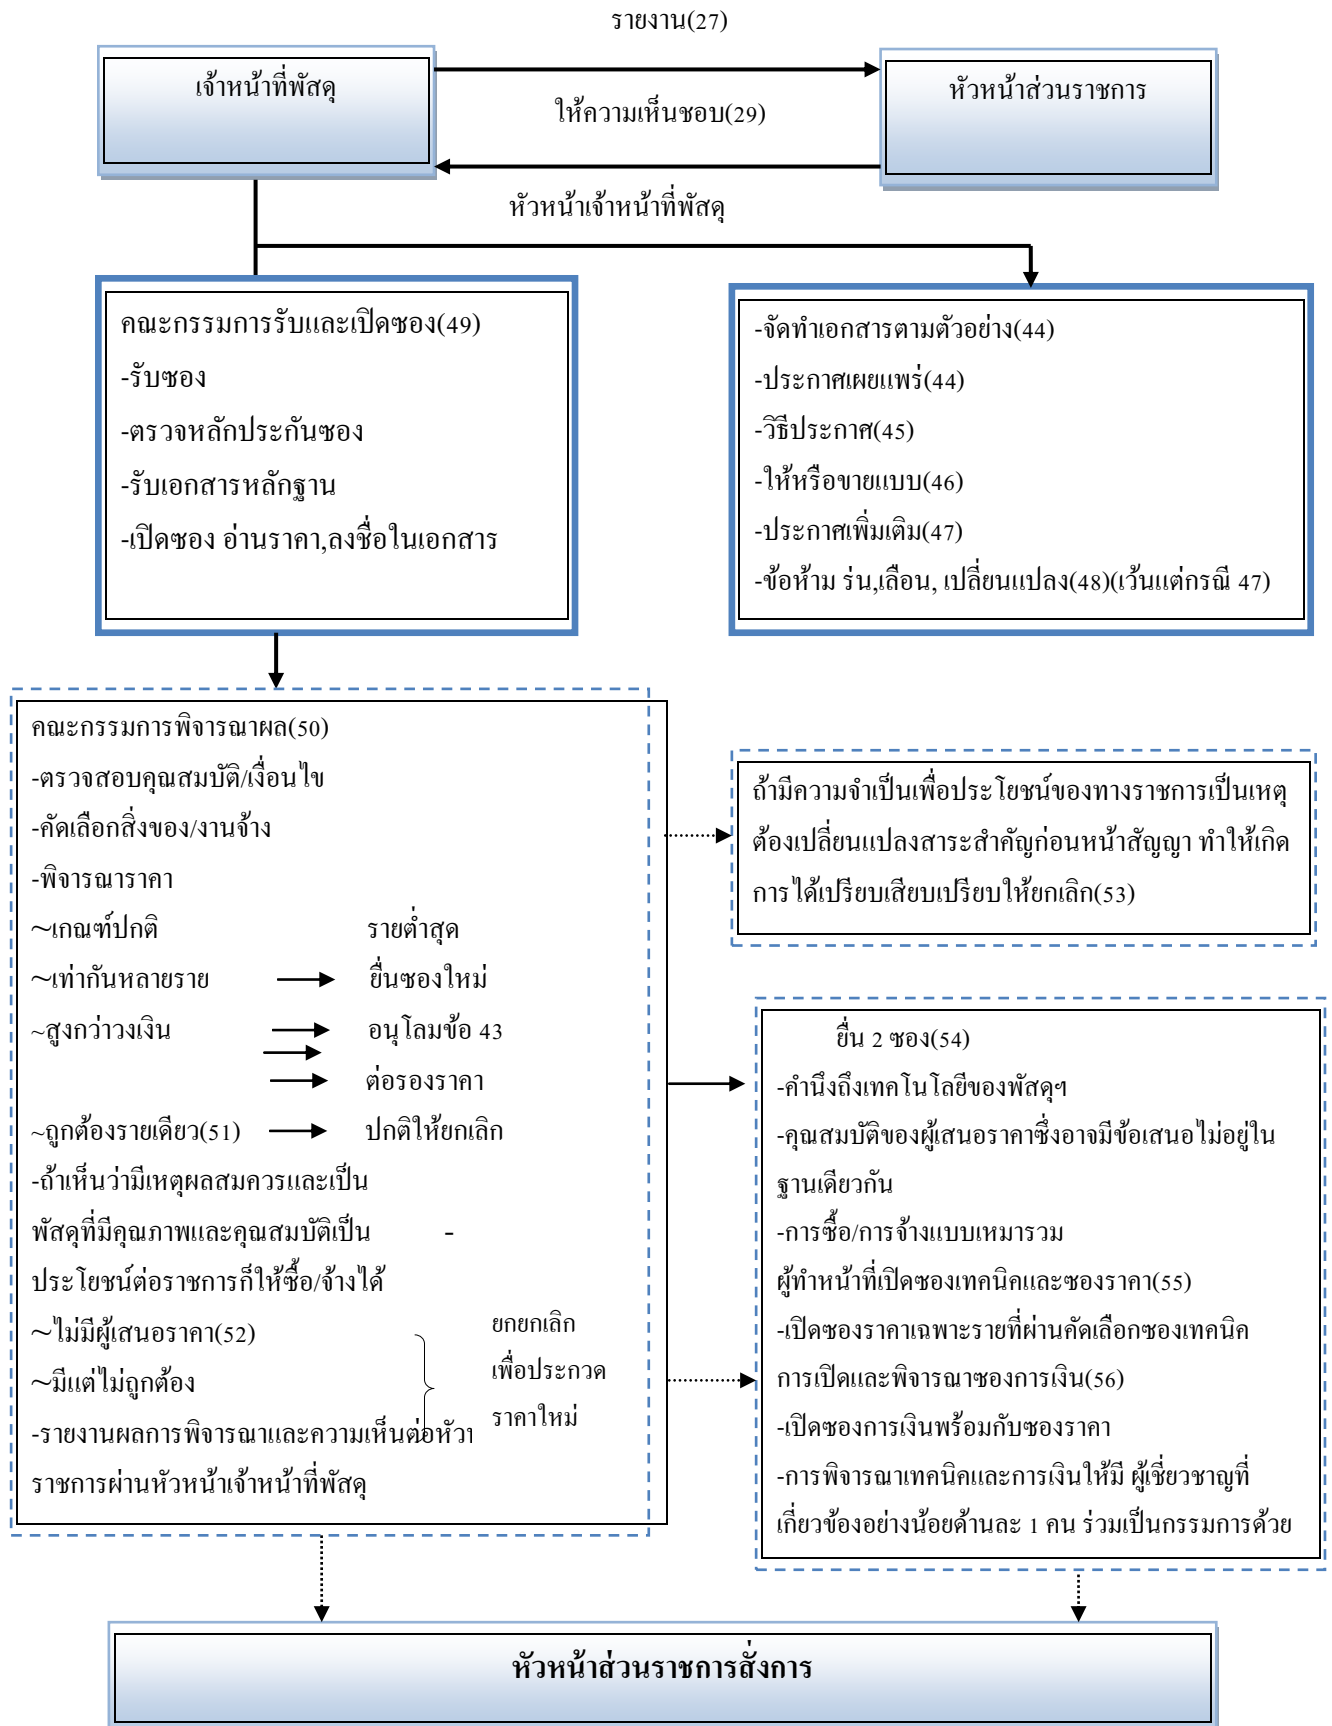 รายงาน(27)
เจ้าหน้าที่พัสดุ
หัวหน้าส่วนราชการ
ให้ความเห็นชอบ(29)
หัวหน้าเจ้าหน้าที่พัสดุ
คณะกรรมการรับและเปิดซอง(49)
-รับซอง
-ตรวจหลักประกันซอง
-รับเอกสารหลักฐาน
-เปิดซอง อ่านราคา,ลงชื่อในเอกสาร
-จัดทำเอกสารตามตัวอย่าง(44)
-ประกาศเผยแพร่(44)
-วิธีประกาศ(45)
-ให้หรือขายแบบ(46)
-ประกาศเพิ่มเติม(47)
-ข้อห้าม ร่น,เลือน, เปลี่ยนแปลง(48)(เว้นแต่กรณี 47)
คณะกรรมการพิจารณาผล(50)
-ตรวจสอบคุณสมบัติ/เงื่อนไข
-คัดเลือกสิ่งของ/งานจ้าง
-พิจารณาราคา
~เกณฑ์ปกติ รายต่ำสุด
~เท่ากันหลายราย ยื่นซองใหม่
~สูงกว่าวงเงิน อนุโลมข้อ 43
ต่อรองราคา
~ถูกต้องรายเดียว(51) ปกติให้ยกเลิก
-ถ้าเห็นว่ามีเหตุผลสมควรและเป็น
พัสดุที่มีคุณภาพและคุณสมบัติเป็น -
ประโยชน์ต่อราชการก็ให้ซื้อ/จ้างได้
~ไม่มีผู้เสนอราคา(52)
~มีแต่ไม่ถูกต้อง
ยกยกเลิก
เพื่อประกวด
ราคาใหม่
-รายงานผลการพิจารณาและความเห็นต่อหัวห
ราชการผ่านหัวหน้าเจ้าหน้าที่พัสดุ
ถ้ามีความจำเป็นเพื่อประโยชน์ของทางราชการเป็นเหตุ
ต้องเปลี่ยนแปลงสาระสำคัญก่อนหน้าสัญญา ทำให้เกิด
การได้เปรียบเสียบเปรียบให้ยกเลิก(53)
ยื่น 2 ซอง(54)
-คำนึงถึงเทคโนโลยีของพัสดุฯ
-คุณสมบัติของผู้เสนอราคาซึ่งอาจมีข้อเสนอไม่อยู่ใน
ฐานเดียวกัน
-การซื้อ/การจ้างแบบเหมารวม
ผู้ทำหน้าที่เปิดซองเทคนิคและซองราคา(55)
-เปิดซองราคาเฉพาะรายที่ผ่านคัดเลือกซองเทคนิค
การเปิดและพิจารณาซองการเงิน(56)
-เปิดซองการเงินพร้อมกับซองราคา
-การพิจารณาเทคนิคและการเงินให้มี ผู้เชี่ยวชาญที่
เกี่ยวข้องอย่างน้อยด้านละ 1 คน ร่วมเป็นกรรมการด้วย
หัวหน้าส่วนราชการสั่งการ